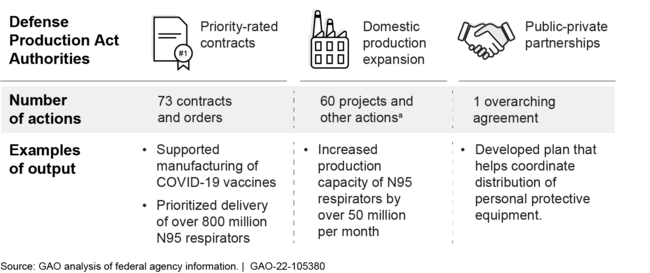 Defense
Production Act
Authorities
#1
Priority-rated
contracts
Domestic
production
expansion
Public-private
partnerships
Number
of actions
73 contracts
and orders
60 projects and
other actionsᵃ
1 overarching
agreement
Examples
of output
• Supported
manufacturing of
COVID-19 vaccines
• Prioritized delivery
of over 800 million
N95 respirators
• Increased
production
capacity of N95
respirators by
over 50 million
per month
• Developed plan that
helps coordinate
distribution of
personal protective
equipment.
Source: GAO analysis of federal agency information. | GAO-22-105380